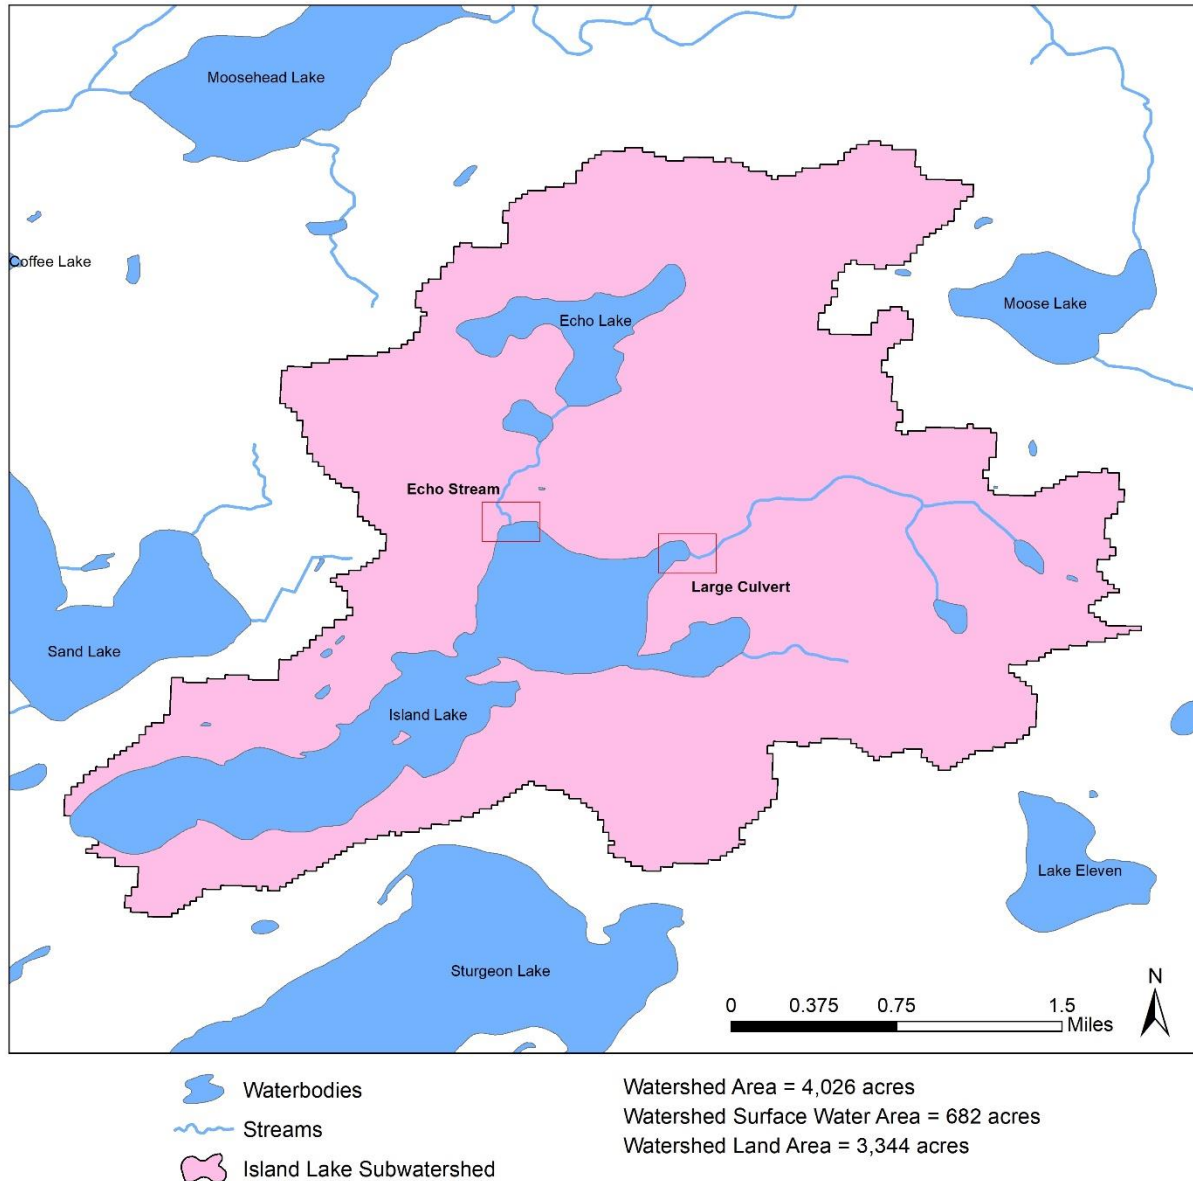 Moosehead Lake
Coffee Lake
Moose Lake
Echo Lake
Echo Stream
Large Culvert
Sand Lake
Island Lake
Lake Eleven
Sturgeon Lake
N
0 0.375 0.75 1.5
Miles
Waterbodies
Streams
Island Lake Subwatershed
Watershed Area = 4,026 acres
Watershed Surface Water Area = 682 acres
Watershed Land Area = 3,344 acres